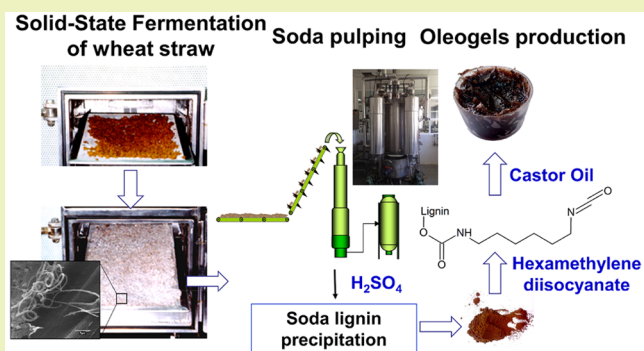 Solid-State Fermentation
of wheat straw
Soda pulping
Oleogels production
Castor Oil
Lignin
O
O
NH
N
O
Hexamethylene
diisocyanate
H₂SO₄
Soda lignin
precipitation